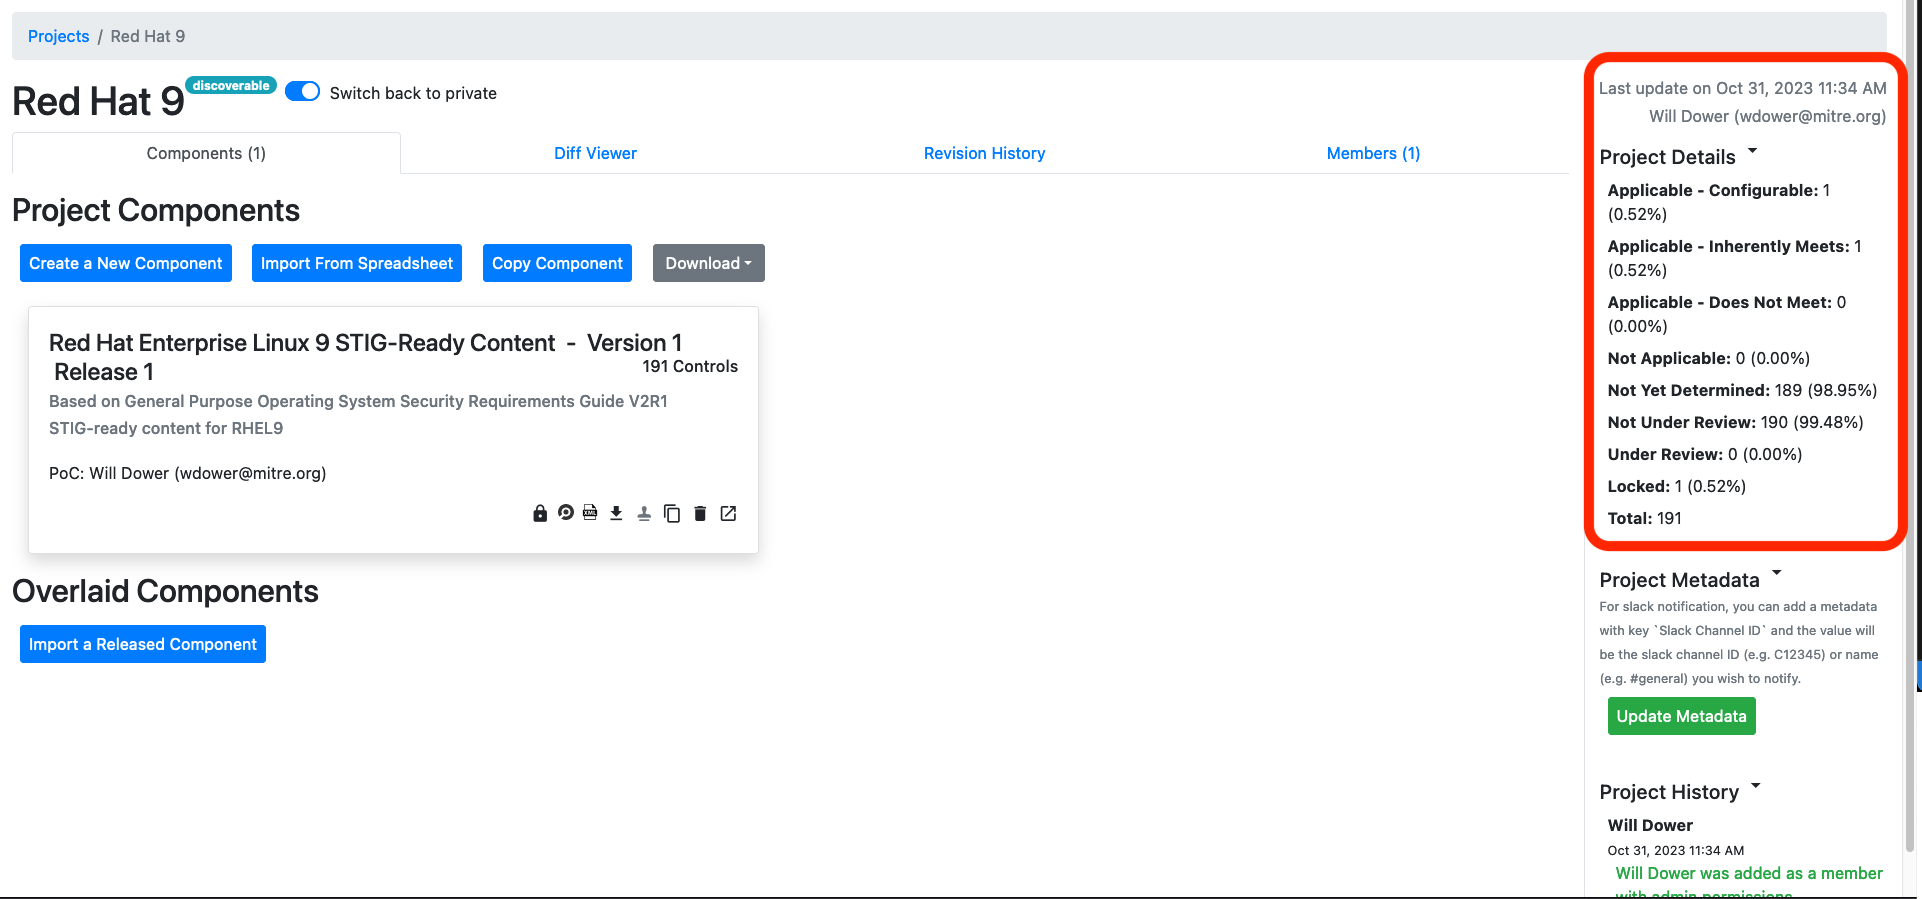 Projects / Red Hat 9
Red Hat 9 discoverable Switch back to private
Components (1) Diff Viewer Revision History Members (1)
Project Components
Create a New Component Import From Spreadsheet Copy Component Download
Red Hat Enterprise Linux 9 STIG-Ready Content - Version 1
Release 1
191 Controls
Based on General Purpose Operating System Security Requirements Guide V2R1
STIG-ready content for RHEL9
PoC: Will Dower (wdower@mitre.org)
XML
Overlaid Components
Import a Released Component
Last update on Oct 31, 2023 11:34 AM
Will Dower (wdower@mitre.org)
Project Details
Applicable - Configurable: 1
(0.52%)
Applicable - Inherently Meets: 1
(0.52%)
Applicable - Does Not Meet: 0
(0.00%)
Not Applicable: 0 (0.00%)
Not Yet Determined: 189 (98.95%)
Not Under Review: 190 (99.48%)
Under Review: 0 (0.00%)
Locked: 1 (0.52%)
Total: 191
Project Metadata
For slack notification, you can add a metadata
with key `Slack Channel ID` and the value will
be the slack channel ID (e.g. C12345) or name
(e.g. #general) you wish to notify.
Update Metadata
Project History
Will Dower
Oct 31, 2023 11:34 AM
Will Dower was added as a member
with admin permissions